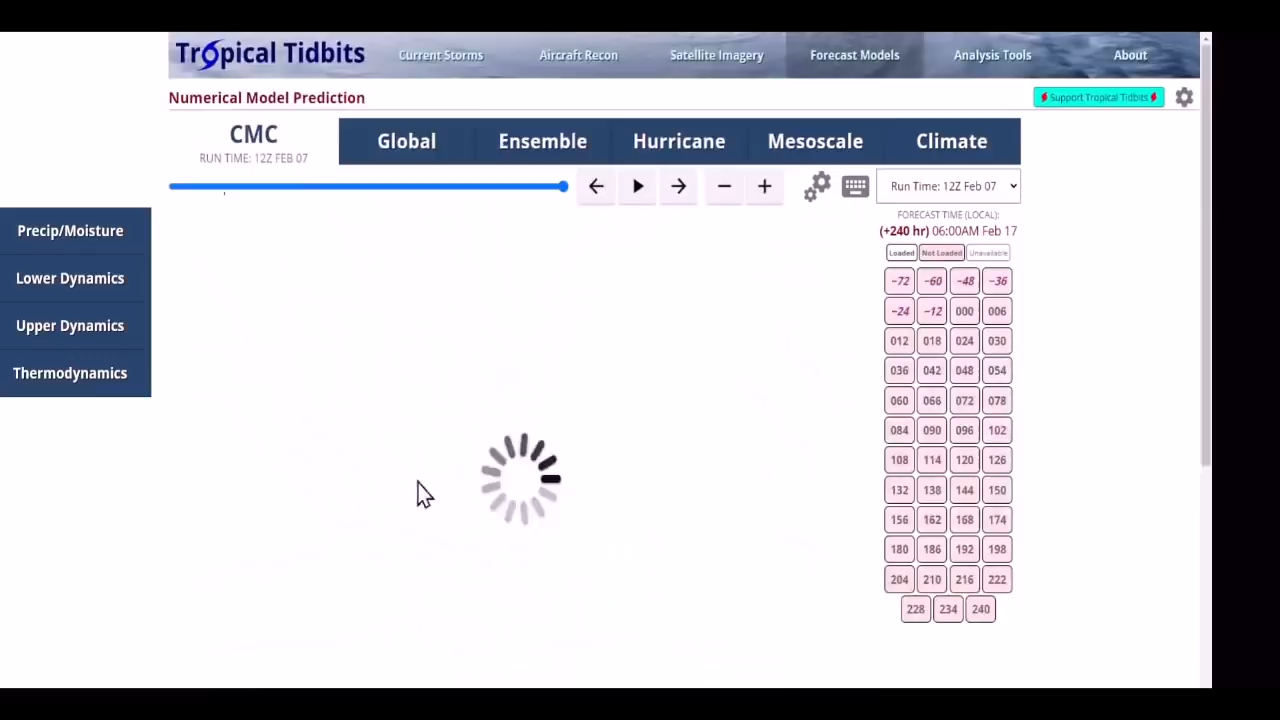 Tropical Tidbits
Current Storms
Aircraft Recon
Satellite Imagery
Forecast Models
Analysis Tools
About
Numerical Model Prediction
Support Tropical Tidbits
CMC
RUN TIME: 12Z FEB 07
Global
Ensemble
Hurricane
Mesoscale
Climate
Run Time: 12Z Feb 07
FORECAST TIME (LOCAL):
(+240 hr) 06:00AM Feb 17
Loaded Not Loaded Unavailable
Precip/Moisture
Lower Dynamics
Upper Dynamics
Thermodynamics
−72 −60 −48 −36
−24 −12 000 006
012 018 024 030
036 042 048 054
060 066 072 078
084 090 096 102
108 114 120 126
132 138 144 150
156 162 168 174
180 186 192 198
204 210 216 222
228 234 240